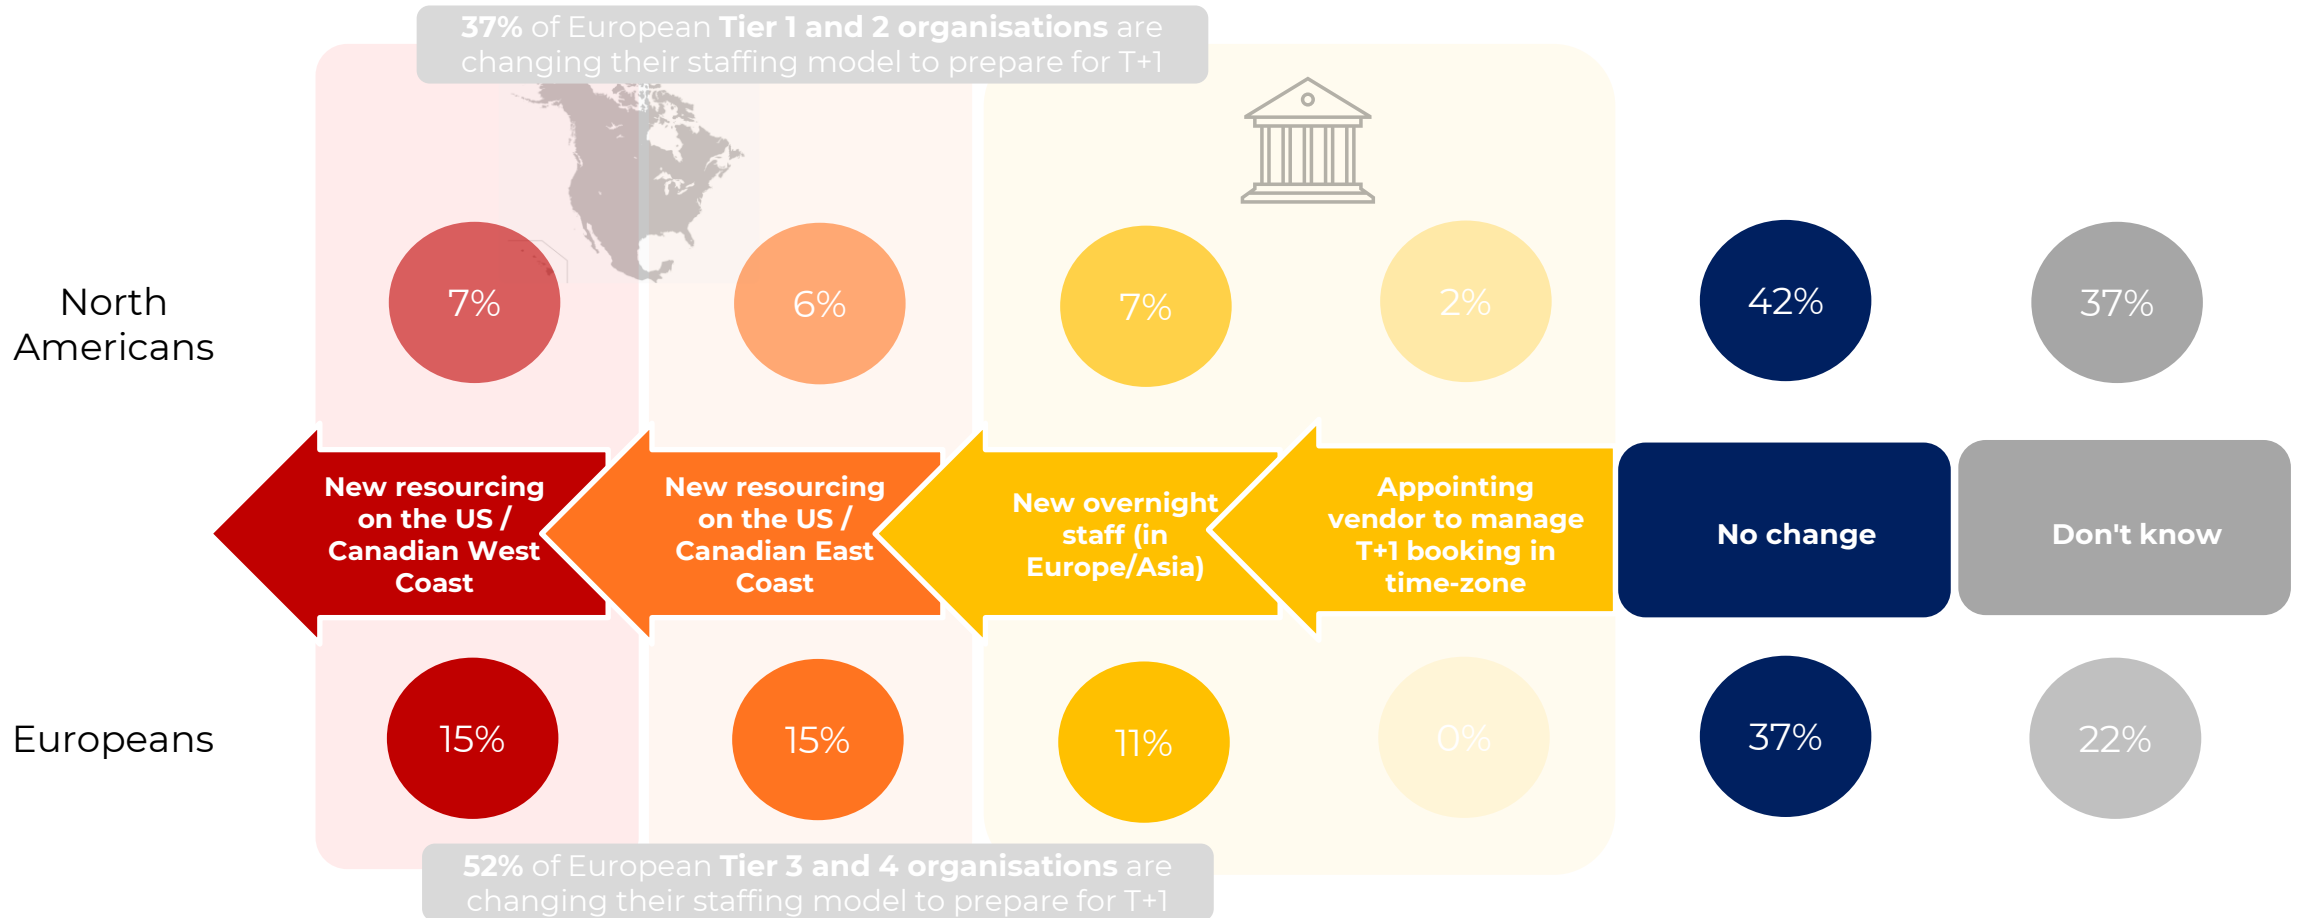 37% of European Tier 1 and 2 organisations are
changing their staffing model to prepare for T+1
North
Americans
7%
6%
7%
2%
42%
37%
New resourcing
on the US /
Canadian West
Coast
New resourcing
on the US /
Canadian East
Coast
New overnight
staff (in
Europe/Asia)
Appointing
vendor to manage
T+1 booking in
time-zone
No change
Don't know
Europeans
15%
15%
11%
0%
37%
22%
52% of European Tier 3 and 4 organisations are
changing their staffing model to prepare for T+1